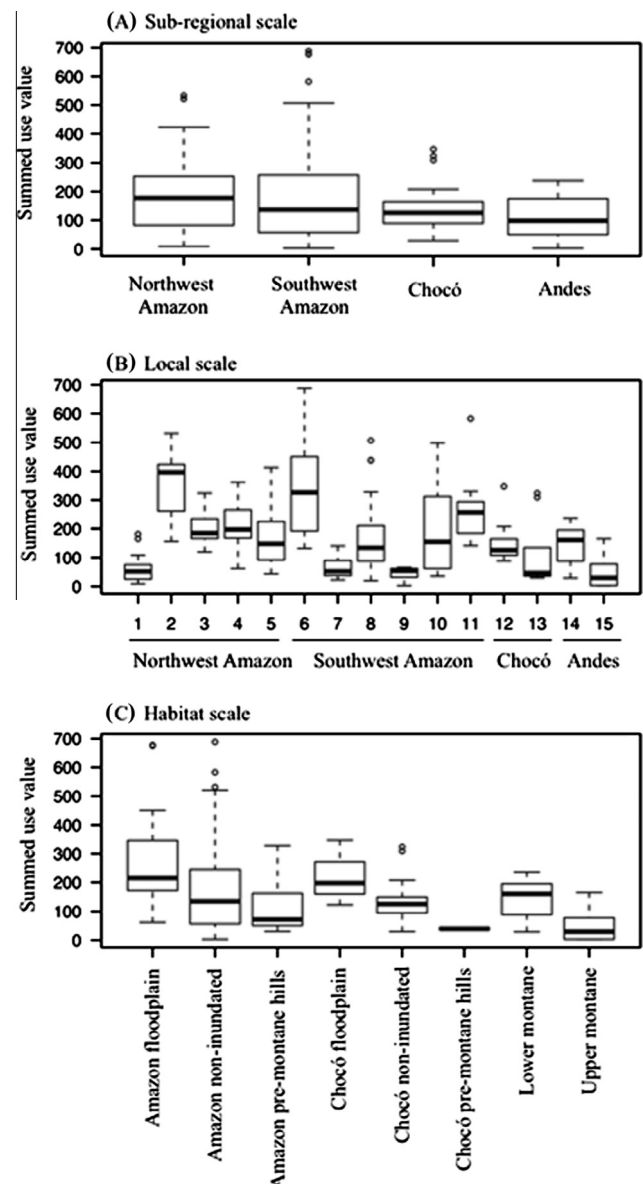 (A) Sub-regional scale
Summed use value
700
600
500
400
300
200
100
0
Northwest Amazon
Southwest Amazon
Chocó
Andes
(B) Local scale
Summed use value
700
600
500
400
300
200
100
0
1 2 3 4 5 6 7 8 9 10 11 12 13 14 15
Northwest Amazon Southwest Amazon Chocó Andes
(C) Habitat scale
Summed use value
700
600
500
400
300
200
100
0
Amazon floodplain
Amazon non-inundated
Amazon pre-montane hills
Chocó floodplain
Chocó non-inundated
Chocó pre-montane hills
Lower montane
Upper montane